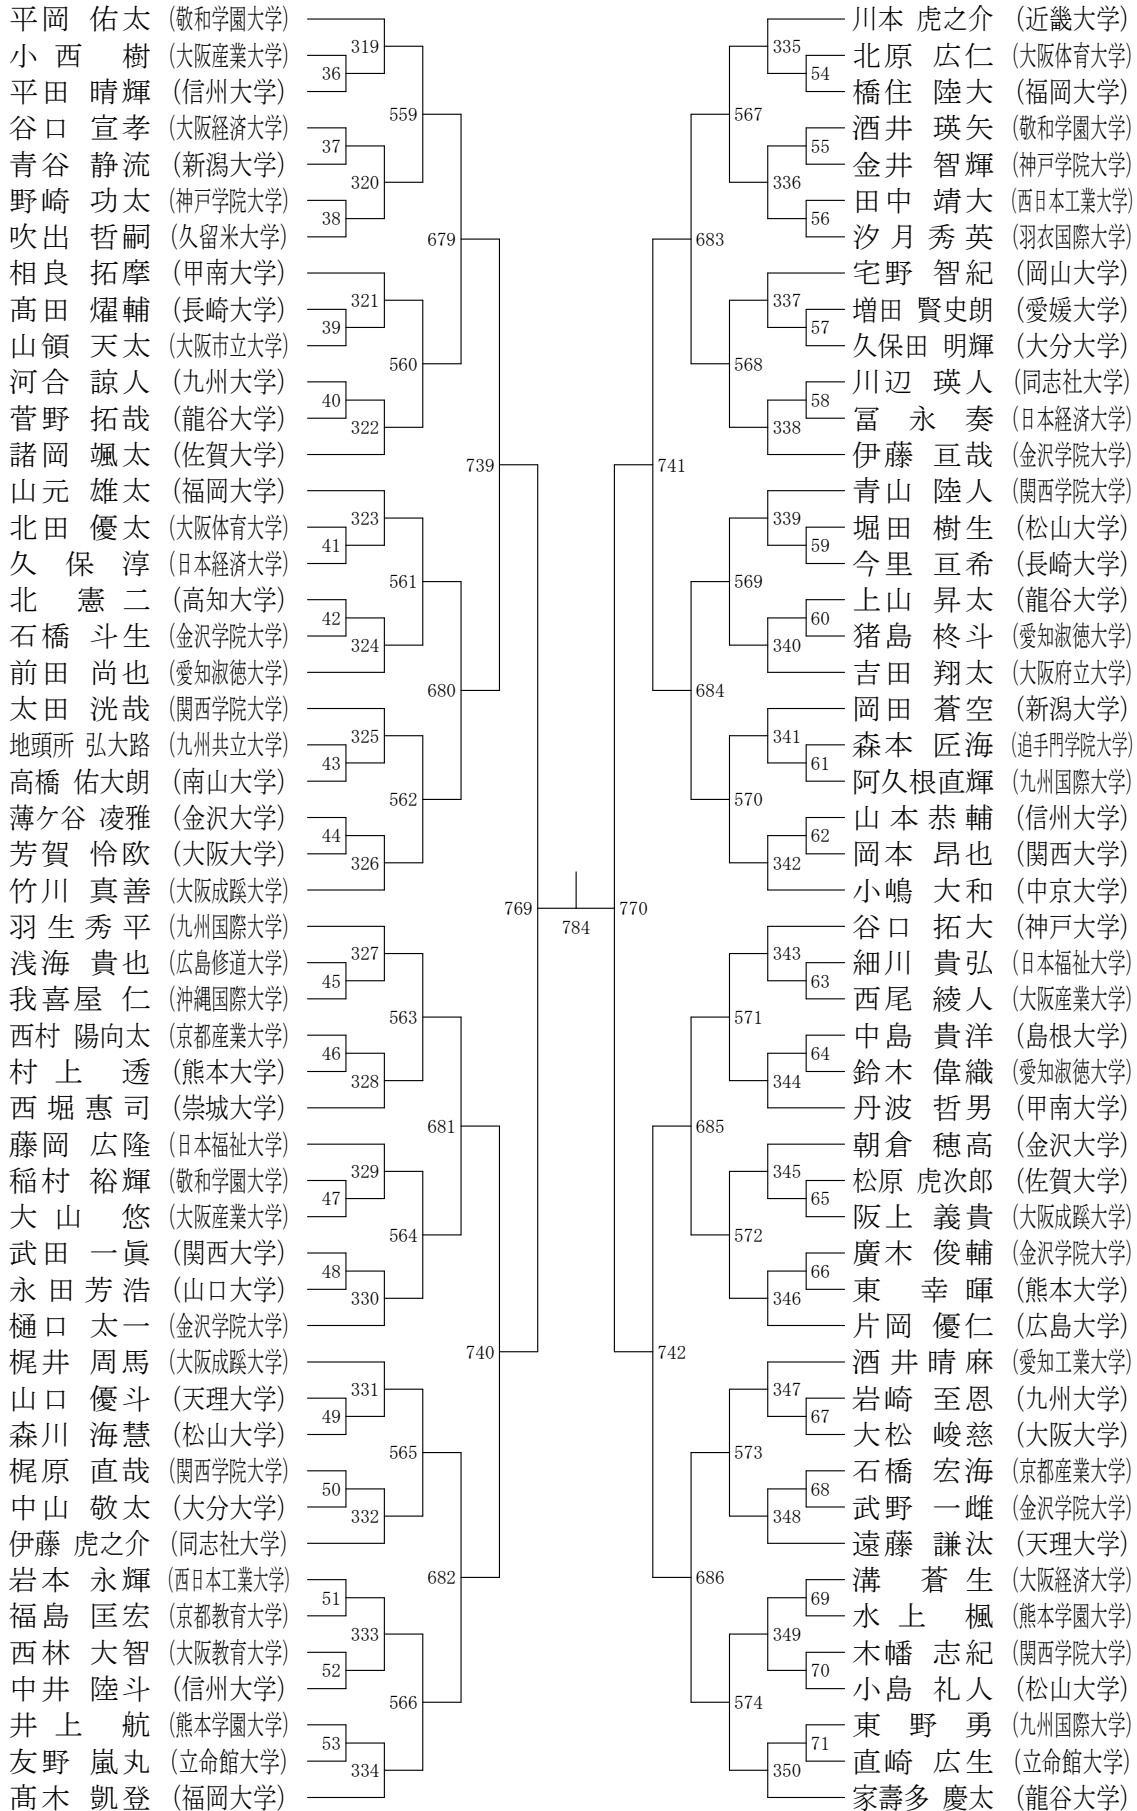 平岡 佑太 (敬和学園大学)
小西 樹 (大阪産業大学)
平田 晴輝 (信州大学)
谷口 宣孝 (大阪経済大学)
青谷 静流 (新潟大学)
野崎 功太 (神戸学院大学)
吹出 哲嗣 (久留米大学)
相良 拓摩 (甲南大学)
髙田 燿輔 (長崎大学)
山領 天太 (大阪市立大学)
河合 諒人 (九州大学)
菅野 拓哉 (龍谷大学)
諸岡 颯太 (佐賀大学)
山元 雄太 (福岡大学)
北田 優太 (大阪体育大学)
久保 淳 (日本経済大学)
北 憲二 (高知大学)
石橋 斗生 (金沢学院大学)
前田 尚也 (愛知淑徳大学)
太田 洸哉 (関西学院大学)
地頭所 弘大路 (九州共立大学)
高橋 佑大朗 (南山大学)
薄ケ谷 凌雅 (金沢大学)
芳賀 怜欧 (大阪大学)
竹川 真善 (大阪成蹊大学)
羽生秀平 (九州国際大学)
浅海 貴也 (広島修道大学)
我喜屋 仁 (沖縄国際大学)
西村 陽向太 (京都産業大学)
村上 透 (熊本大学)
西堀惠司 (崇城大学)
藤岡 広隆 (日本福祉大学)
稲村 裕輝 (敬和学園大学)
大山 悠 (大阪産業大学)
武田 一眞 (関西大学)
永田芳浩 (山口大学)
樋口 太一 (金沢学院大学)
梶井 周馬 (大阪成蹊大学)
山口 優斗 (天理大学)
森川 海慧 (松山大学)
梶原 直哉 (関西学院大学)
中山 敬太 (大分大学)
伊藤 虎之介 (同志社大学)
岩本 永輝 (西日本工業大学)
福島 匡宏 (京都教育大学)
西林 大智 (大阪教育大学)
中井 陸斗 (信州大学)
井上 航 (熊本学園大学)
友野 嵐丸 (立命館大学)
髙木 凱登 (福岡大学)
319
36
559
37
320
38
679
321
39
560
40
322
739
323
41
561
42
324
680
325
43
562
44
326
769
327
45
563
46
328
681
329
47
564
48
330
740
331
49
565
50
332
682
51
333
52
566
53
334
784
川本 虎之介 (近畿大学)
北原 広仁 (大阪体育大学)
橋住 陸大 (福岡大学)
酒井 瑛矢 (敬和学園大学)
金井 智輝 (神戸学院大学)
田中 靖大 (西日本工業大学)
汐月秀英 (羽衣国際大学)
宅野 智紀 (岡山大学)
増田 賢史朗 (愛媛大学)
久保田 明輝 (大分大学)
川辺 瑛人 (同志社大学)
冨永 奏 (日本経済大学)
伊藤 亘哉 (金沢学院大学)
青山 陸人 (関西学院大学)
堀田 樹生 (松山大学)
今里 亘希 (長崎大学)
上山 昇太 (龍谷大学)
猪島 柊斗 (愛知淑徳大学)
吉田 翔太 (大阪府立大学)
岡田 蒼空 (新潟大学)
森本 匠海 (追手門学院大学)
阿久根直輝 (九州国際大学)
山本恭輔 (信州大学)
岡本 昂也 (関西大学)
小嶋 大和 (中京大学)
谷口 拓大 (神戸大学)
細川 貴弘 (日本福祉大学)
西尾 綾人 (大阪産業大学)
中島 貴洋 (島根大学)
鈴木 偉織 (愛知淑徳大学)
丹波 哲男 (甲南大学)
朝倉 穂高 (金沢大学)
松原 虎次郎 (佐賀大学)
阪上 義貴 (大阪成蹊大学)
廣木 俊輔 (金沢学院大学)
東 幸暉 (熊本大学)
片岡 優仁 (広島大学)
酒井晴麻 (愛知工業大学)
岩崎 至恩 (九州大学)
大松 峻慈 (大阪大学)
石橋 宏海 (京都産業大学)
武野 一雌 (金沢学院大学)
遠藤 謙汰 (天理大学)
溝 蒼生 (大阪経済大学)
水上 楓 (熊本学園大学)
木幡 志紀 (関西学院大学)
小島 礼人 (松山大学)
東野 勇 (九州国際大学)
直崎 広生 (立命館大学)
家壽多 慶太 (龍谷大学)
335
54
567
55
336
56
683
337
57
568
58
338
741
339
59
569
60
340
684
341
61
570
62
342
770
343
63
571
64
344
685
345
65
572
66
346
742
347
67
573
68
348
686
69
349
70
574
71
350